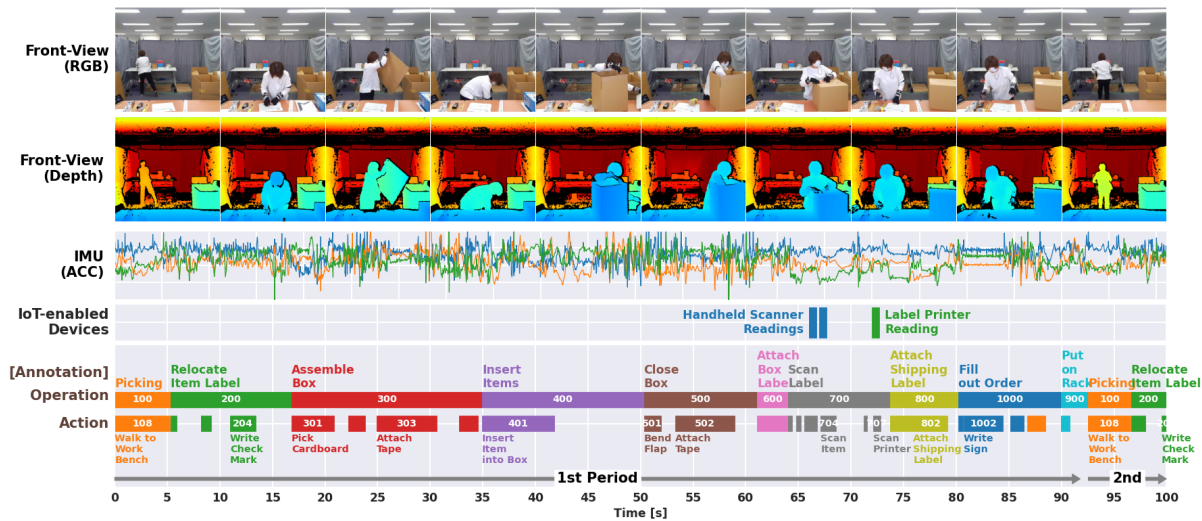 Front-View
(RGB)
Front-View
(Depth)
IMU
(ACC)
IoT-enabled
Devices
Handheld Scanner
Readings
Label Printer
Reading
[Annotation]
Operation
Action
Picking
Relocate
Item Label
Assemble
Box
Insert
Items
Close
Box
Attach
Box
Label
Scan
Label
Attach
Shipping
Label
Fill
out Order
Put
on
Rack
Picking
Relocate
Item Label
100 200 300 400 500 600 700 800 1000 900 100 200
108 204 301 303 401 501 502 704 802 1002 108
Walk to
Work
Bench
Write
Check
Mark
Pick
Cardboard
Attach
Tape
Insert
Item
into Box
Bend
Flap
Attach
Tape
Scan
Item
Scan
Printer
Attach
Shipping
Label
Write
Sign
Walk to
Work
Bench
Write
Check
Mark
1st Period
2nd
0 5 10 15 20 25 30 35 40 45 50 55 60 65 70 75 80 85 90 95 100
Time [s]